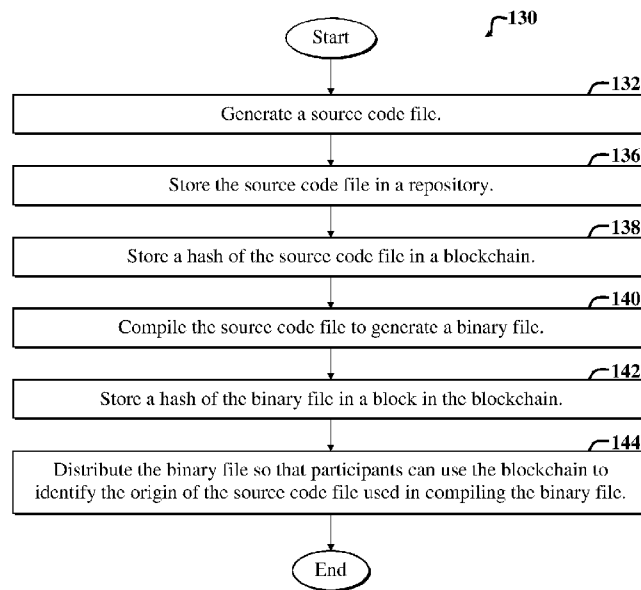 Start
130
132
Generate a source code file.
136
Store the source code file in a repository.
138
Store a hash of the source code file in a blockchain.
140
Compile the source code file to generate a binary file.
142
Store a hash of the binary file in a block in the blockchain.
144
Distribute the binary file so that participants can use the blockchain to
identify the origin of the source code file used in compiling the binary file.
End